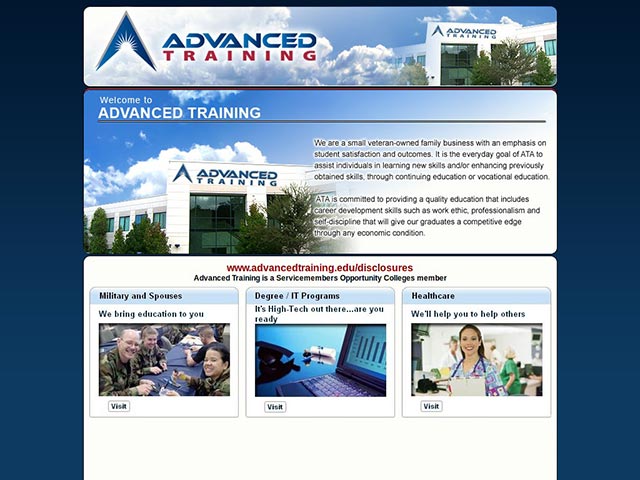 ADVANCED
TRAINING
ADVANCED
TRAINING
Welcome to
ADVANCED TRAINING
ADVANCED
TRAINING
We are a small veteran-owned family business with an emphasis on
student satisfaction and outcomes. It is the everyday goal of ATA to
assist individuals in learning new skills and/or enhancing previously
obtained skills, through continuing education or vocational education.
ATA is committed to providing a quality education that includes
career development skills such as work ethic, professionalism and
self-discipline that will give our graduates a competitive edge
through any economic condition.
www.advancedtraining.edu/disclosures
Advanced Training is a Servicemembers Opportunity Colleges member
Military and Spouses
We bring education to you
Visit
Degree / IT Programs
It's High-Tech out there...are you
ready
Visit
Healthcare
We'll help you to help others
Visit